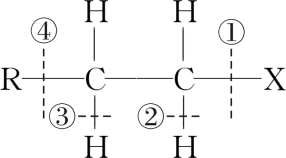 H H
④ ①
R C C X
③ ②
H H